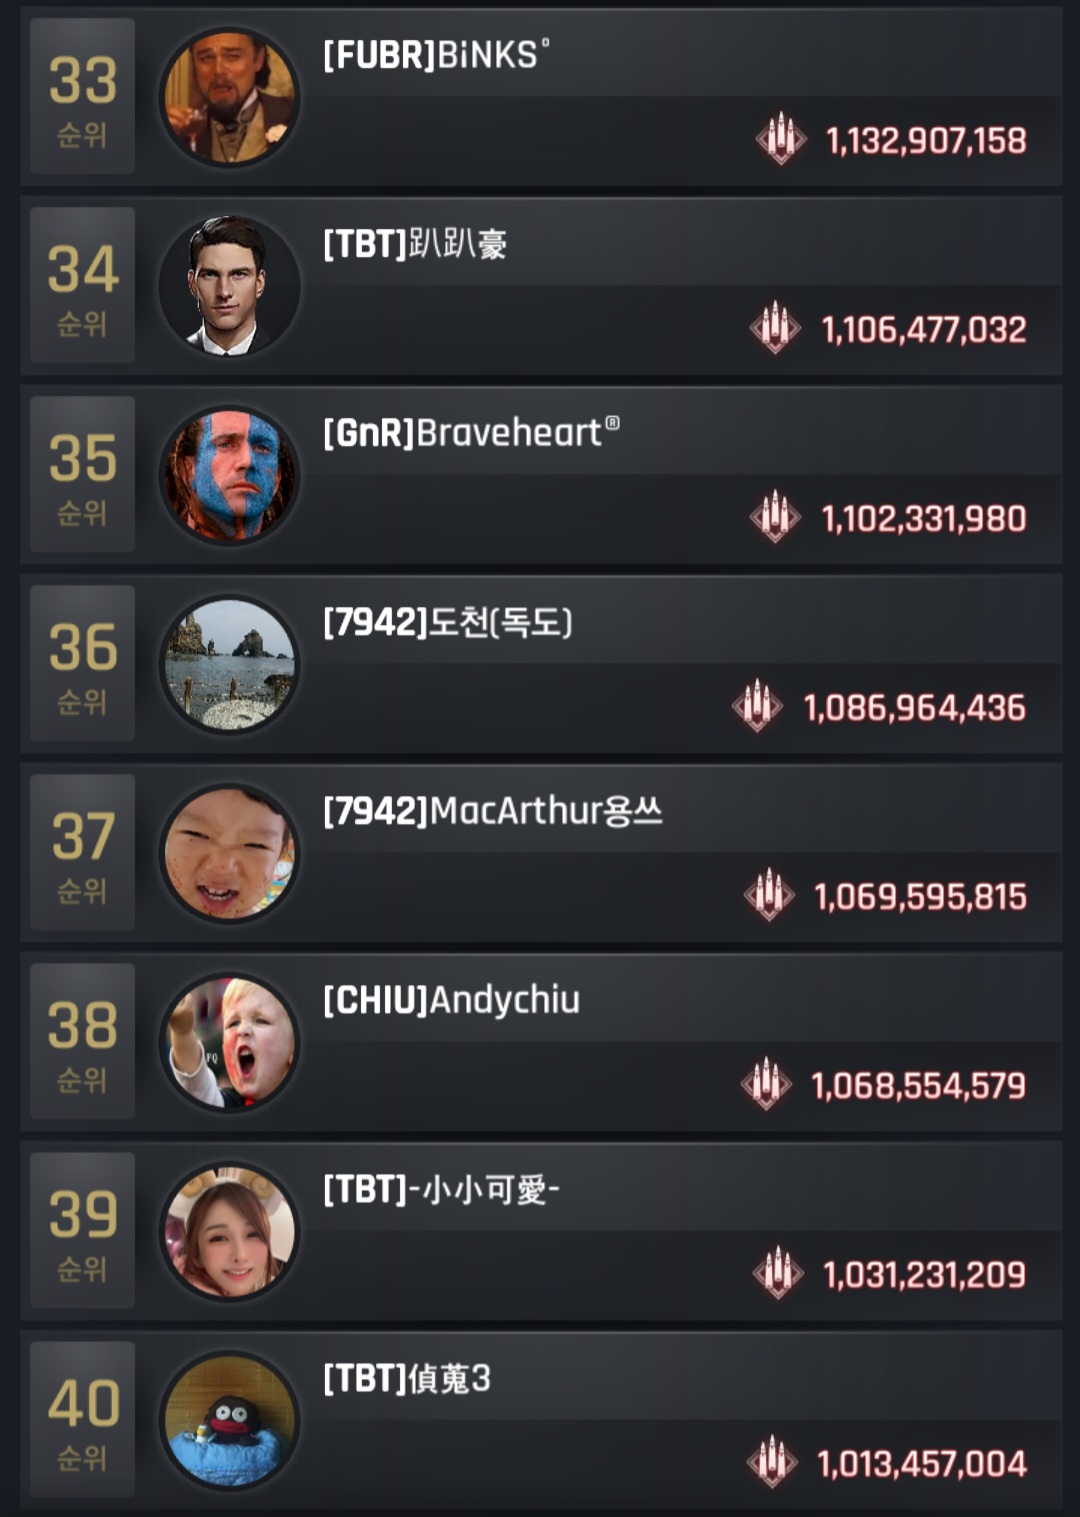 33
순위
[FUBR]BiNKS°
1,132,907,158
34
순위
[TBT]趴趴豪
1,106,477,032
35
순위
[GnR]Braveheart®
1,102,331,980
36
순위
[7942]도천(독도)
1,086,964,436
37
순위
[7942]MacArthur용쓰
1,069,595,815
38
순위
[CHIU]Andychiu
FQ
1,068,554,579
39
순위
[TBT]-小小可愛-
1,031,231,209
40
순위
[TBT]偵蒐3
1,013,457,004